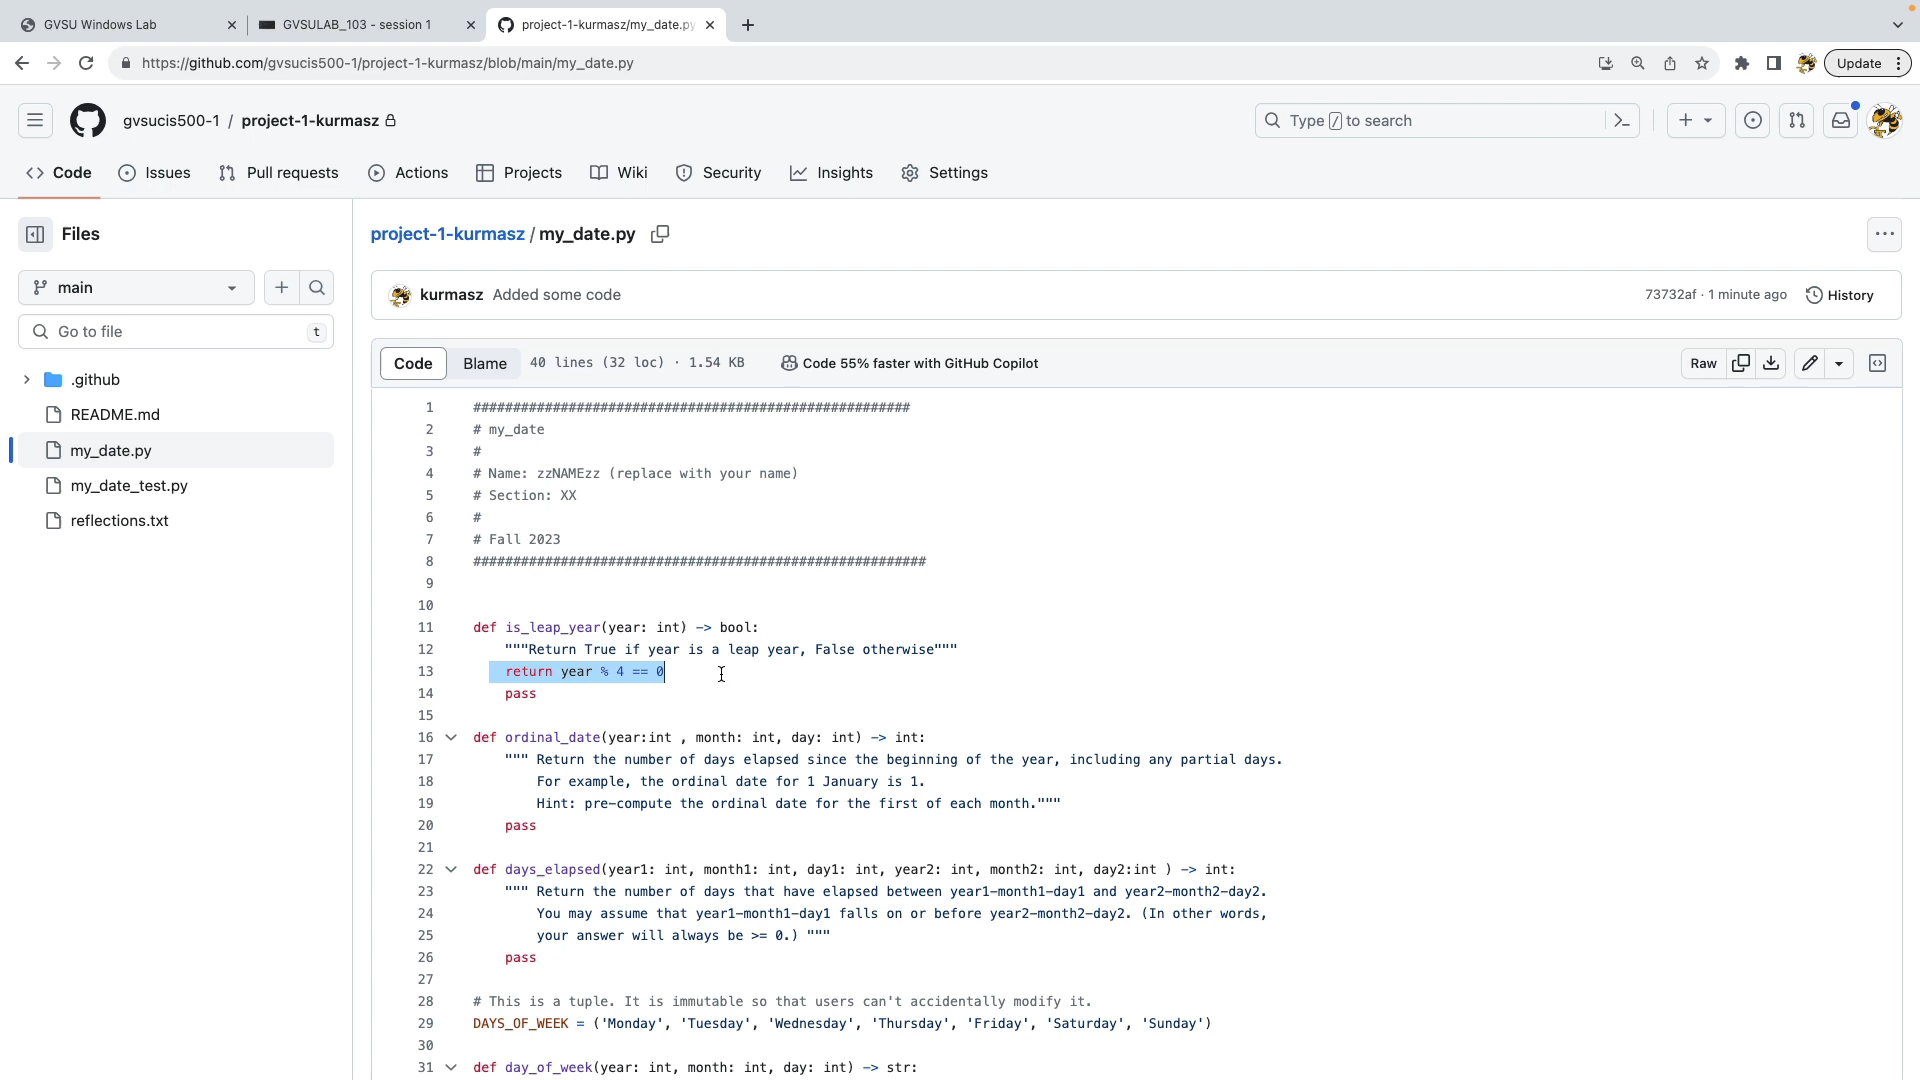 GVSU Windows Lab
GVSULAB_103 - session 1
project-1-kurmasz/my_date.py
https://github.com/gvsucis500-1/project-1-kurmasz/blob/main/my_date.py
Update
gvsucis500-1 / project-1-kurmasz
Type / to search
Code
Issues
Pull requests
Actions
Projects
Wiki
Security
Insights
Settings
Files
project-1-kurmasz / my_date.py
main
kurmasz Added some code
73732af · 1 minute ago
History
Go to file
t
Code
Blame
40 lines (32 loc) · 1.54 KB
Code 55% faster with GitHub Copilot
Raw
.github
README.md
my_date.py
my_date_test.py
reflections.txt
1 #######################################################
2 # my_date
3 #
4 # Name: zzNAMEzz (replace with your name)
5 # Section: XX
6 #
7 # Fall 2023
8 #########################################################
9
10
11 def is_leap_year(year: int) -> bool:
12 """Return True if year is a leap year, False otherwise"""
13 return year % 4 == 0
14 pass
15
16 def ordinal_date(year:int , month: int, day: int) -> int:
17 """ Return the number of days elapsed since the beginning of the year, including any partial days.
18 For example, the ordinal date for 1 January is 1.
19 Hint: pre-compute the ordinal date for the first of each month."""
20 pass
21
22 def days_elapsed(year1: int, month1: int, day1: int, year2: int, month2: int, day2:int ) -> int:
23 """ Return the number of days that have elapsed between year1-month1-day1 and year2-month2-day2.
24 You may assume that year1-month1-day1 falls on or before year2-month2-day2. (In other words,
25 your answer will always be >= 0.) """
26 pass
27
28 # This is a tuple. It is immutable so that users can't accidentally modify it.
29 DAYS_OF_WEEK = ('Monday', 'Tuesday', 'Wednesday', 'Thursday', 'Friday', 'Saturday', 'Sunday')
30
31 def day_of_week(year: int, month: int, day: int) -> str: